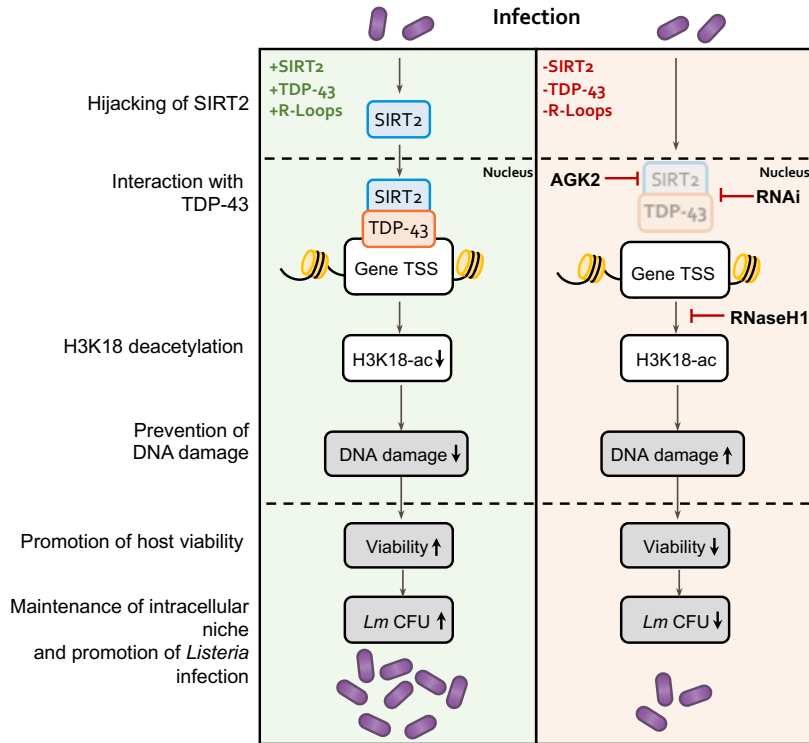 Infection
+SIRT2
+TDP-43
+R-Loops
-SIRT2
-TDP-43
-R-Loops
Hijacking of SIRT2
SIRT2
Interaction with
TDP-43
Nucleus
SIRT2
TDP-43
Gene TSS
Nucleus
AGK2
SIRT2
TDP-43
RNAi
Gene TSS
RNaseH1
H3K18 deacetylation
H3K18-ac
H3K18-ac
Prevention of
DNA damage
DNA damage
DNA damage
Promotion of host viability
Viability
Viability
Maintenance of intracellular
niche
and promotion of Listeria
infection
Lm CFU
Lm CFU